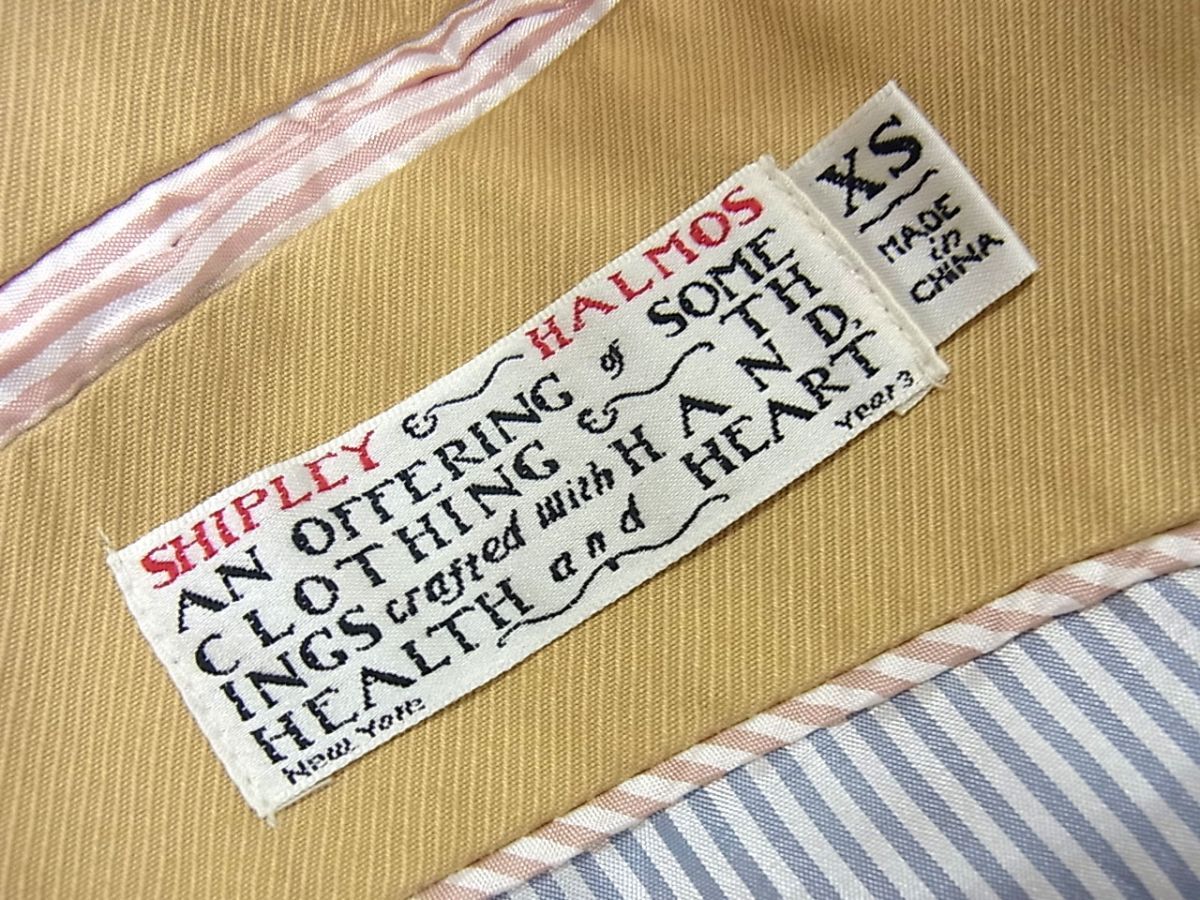 SHIPLEY & HALMOS
AN OFFERING of SOME
CLOTHING & TH
INGS crafted with HAND,
HEALTH and HEART
New York Year 3
XS
MADE
in
CHINA